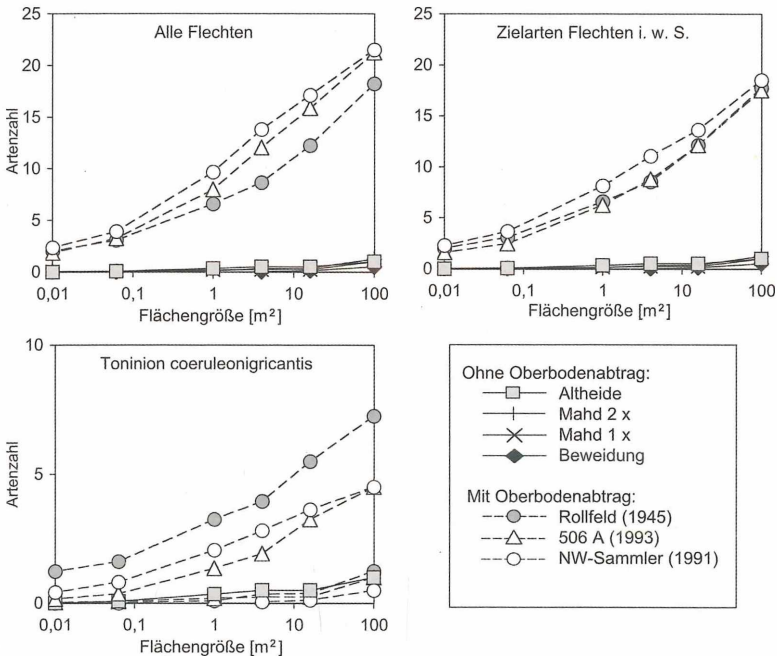 Alle Flechten
25
20
15
10
5
0
Artenzahl
0,01 0,1 1 10 100
Flächengröße [m²]
Zielarten Flechten i. w. S.
25
20
15
10
5
0
0,01 0,1 1 10 100
Flächengröße [m²]
Toninion coeruleonigricantis
10
5
0
Artenzahl
0,01 0,1 1 10 100
Flächengröße [m²]
Ohne Oberbodenabtrag:
Altheide
Mahd 2 x
Mahd 1 x
Beweidung
Mit Oberbodenabtrag:
Rollfeld (1945)
506 A (1993)
NW-Sammler (1991)